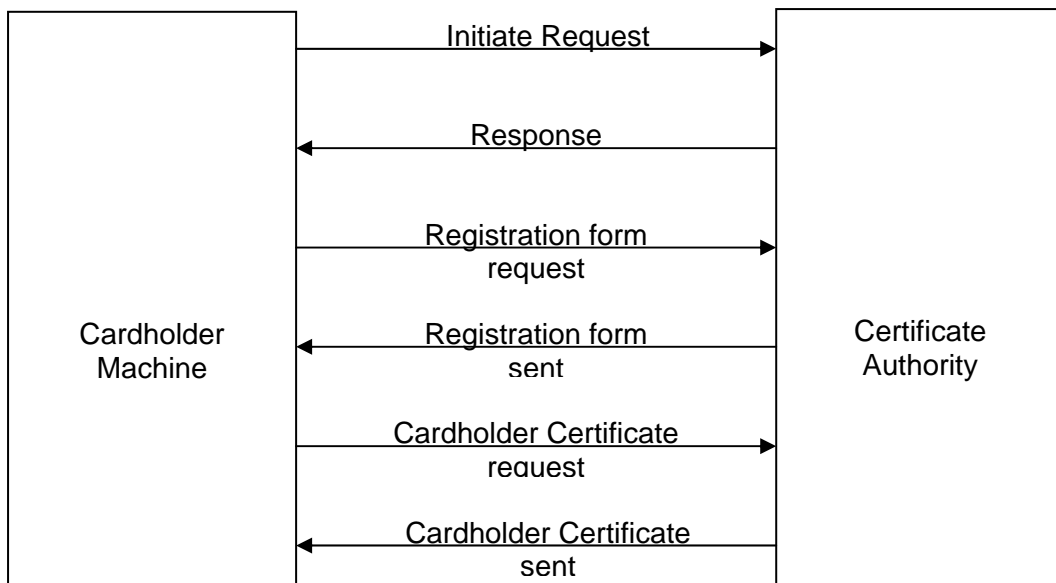 Initiate Request
Response
Registration form
request
Cardholder
Machine
Registration form
sent
Certificate
Authority
Cardholder Certificate
request
Cardholder Certificate
sent